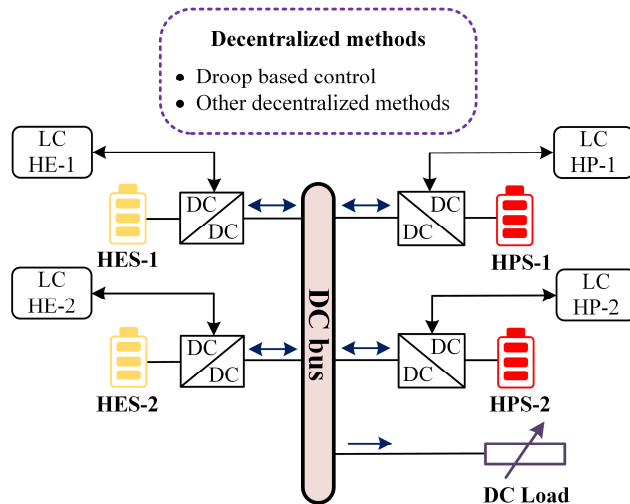 Decentralized methods
• Droop based control
• Other decentralized methods
LC
HE-1
LC
HP-1
DC
DC
DC
DC
HES-1
HPS-1
LC
HE-2
LC
HP-2
DC bus
DC
DC
DC
DC
HES-2
HPS-2
DC Load